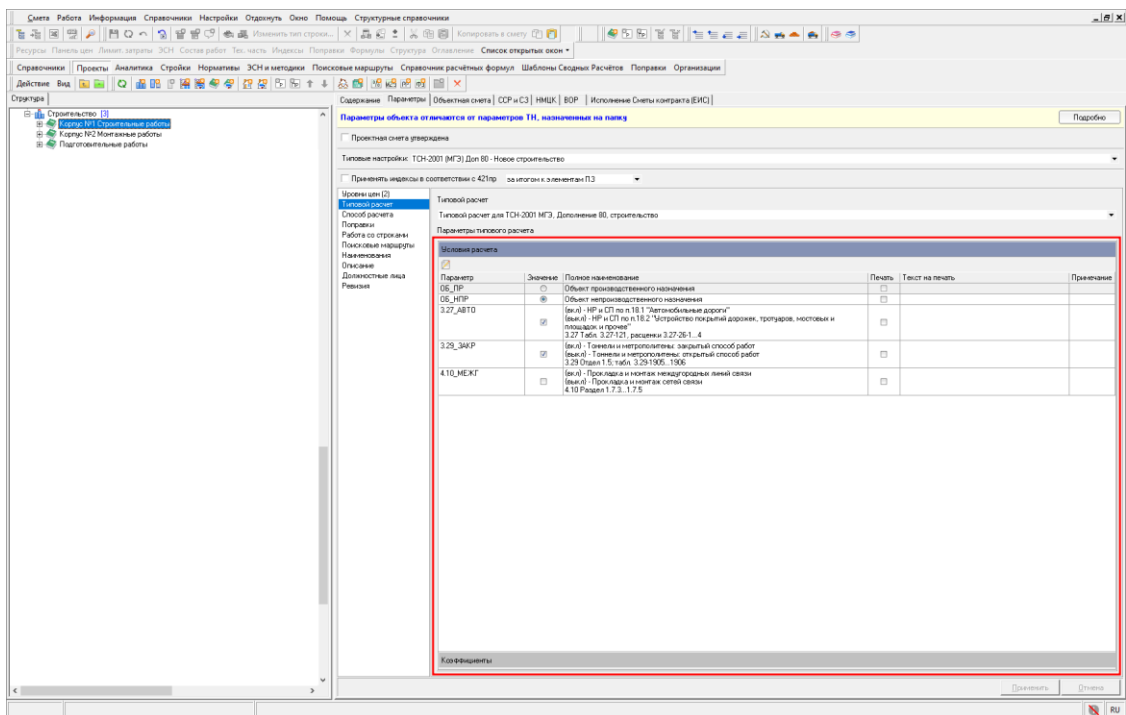 Смета Работа Информация Справочники Настройки Отдохнуть Окно Помощь Структурные справочники
Изменить тип строки... Копировать в смету
Ресурсы Панель цен Лимит. затраты ЭСН Состав работ Тех. часть Индексы Поправки Формулы Структура Оглавление Список открытых окон
Справочники Проекты Аналитика Стройки Нормативы ЭСН и методики Поисковые маршруты Справочник расчётных формул Шаблоны Сводных Расчётов Поправки Организации
Действие Вид
Структура
Строительство [3]
Корпус №1 Строительные работы
Корпус №2 Монтажные работы
Подготовительные работы
Содержание Параметры Объектная смета ССР и СЗ НМЦК ВОР Исполнение Сметы контракта (ЕИС)
Параметры объекта отличаются от параметров ТН, назначенных на папку Подробно
Проектная смета утверждена
Типовые настройки: ТСН-2001 (МГЭ) Доп 80 - Новое строительство
Применять индексы в соответствии с 421пр за итогом к элементам ПЗ
Уровни цен (2)
Типовой расчет
Способ расчета
Поправки
Работа со строками
Поисковые маршруты
Наименования
Описание
Должностные лица
Ревизия
Типовой расчет
Типовой расчет для ТСН-2001 МГЭ, Дополнение 80, строительство
Параметры типового расчета
Условия расчета
Параметр Значение Полное наименование Печать Текст на печать Примечание
ОБ_ПР Объект производственного назначения
ОБ_НПР Объект непроизводственного назначения
3.27_АВТО (вкл) - НР и СП по п.18.1 "Автомобильные дороги"
(выкл) - НР и СП по п.18.2 "Устройство покрытий дорожек, тротуаров, мостовых и
площадок и прочее"
3.27 Табл. 3.27-121, расценки 3.27-26-1...4
3.29_ЗАКР (вкл) - Тоннели и метрополитены: закрытый способ работ
(выкл) - Тоннели и метрополитены: открытый способ работ
3.29 Отдел 1.5; табл. 3.29-1905...1906
4.10_МЕЖГ (вкл) - Прокладка и монтаж междугородных линий связи
(выкл) - Прокладка и монтаж сетей связи
4.10 Раздел 1.7.3...1.7.5
Коэффициенты
Применить Отмена
RU